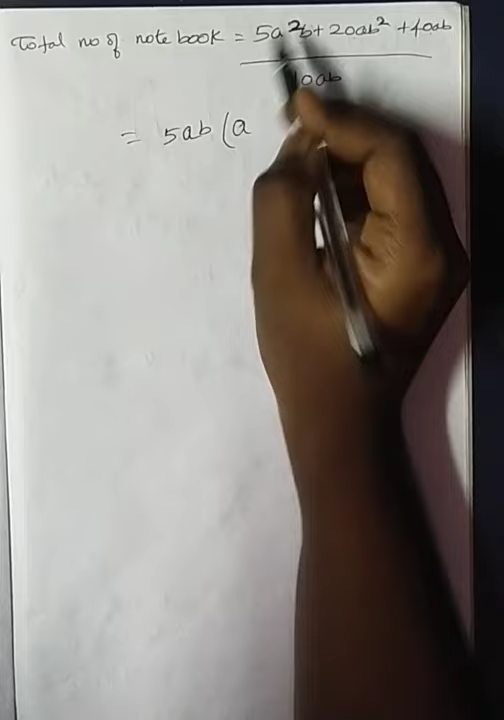 Total no of note book = 5a²b + 20ab² + 40ab
10ab
= 5ab (a